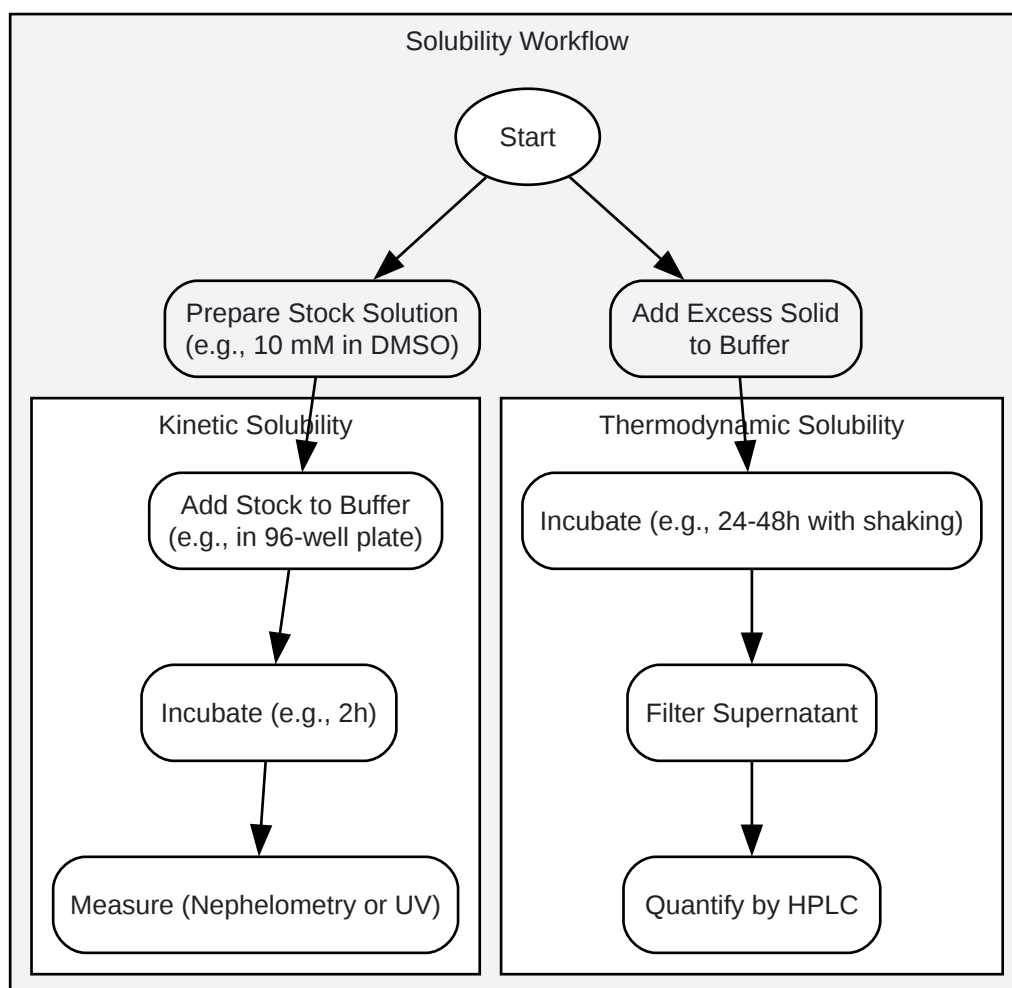 Solubility Workflow
Start
Prepare Stock Solution
(e.g., 10 mM in DMSO)
Add Excess Solid
to Buffer
Kinetic Solubility
Add Stock to Buffer
(e.g., in 96-well plate)
Incubate (e.g., 2h)
Measure (Nephelometry or UV)
Thermodynamic Solubility
Incubate (e.g., 24-48h with shaking)
Filter Supernatant
Quantify by HPLC